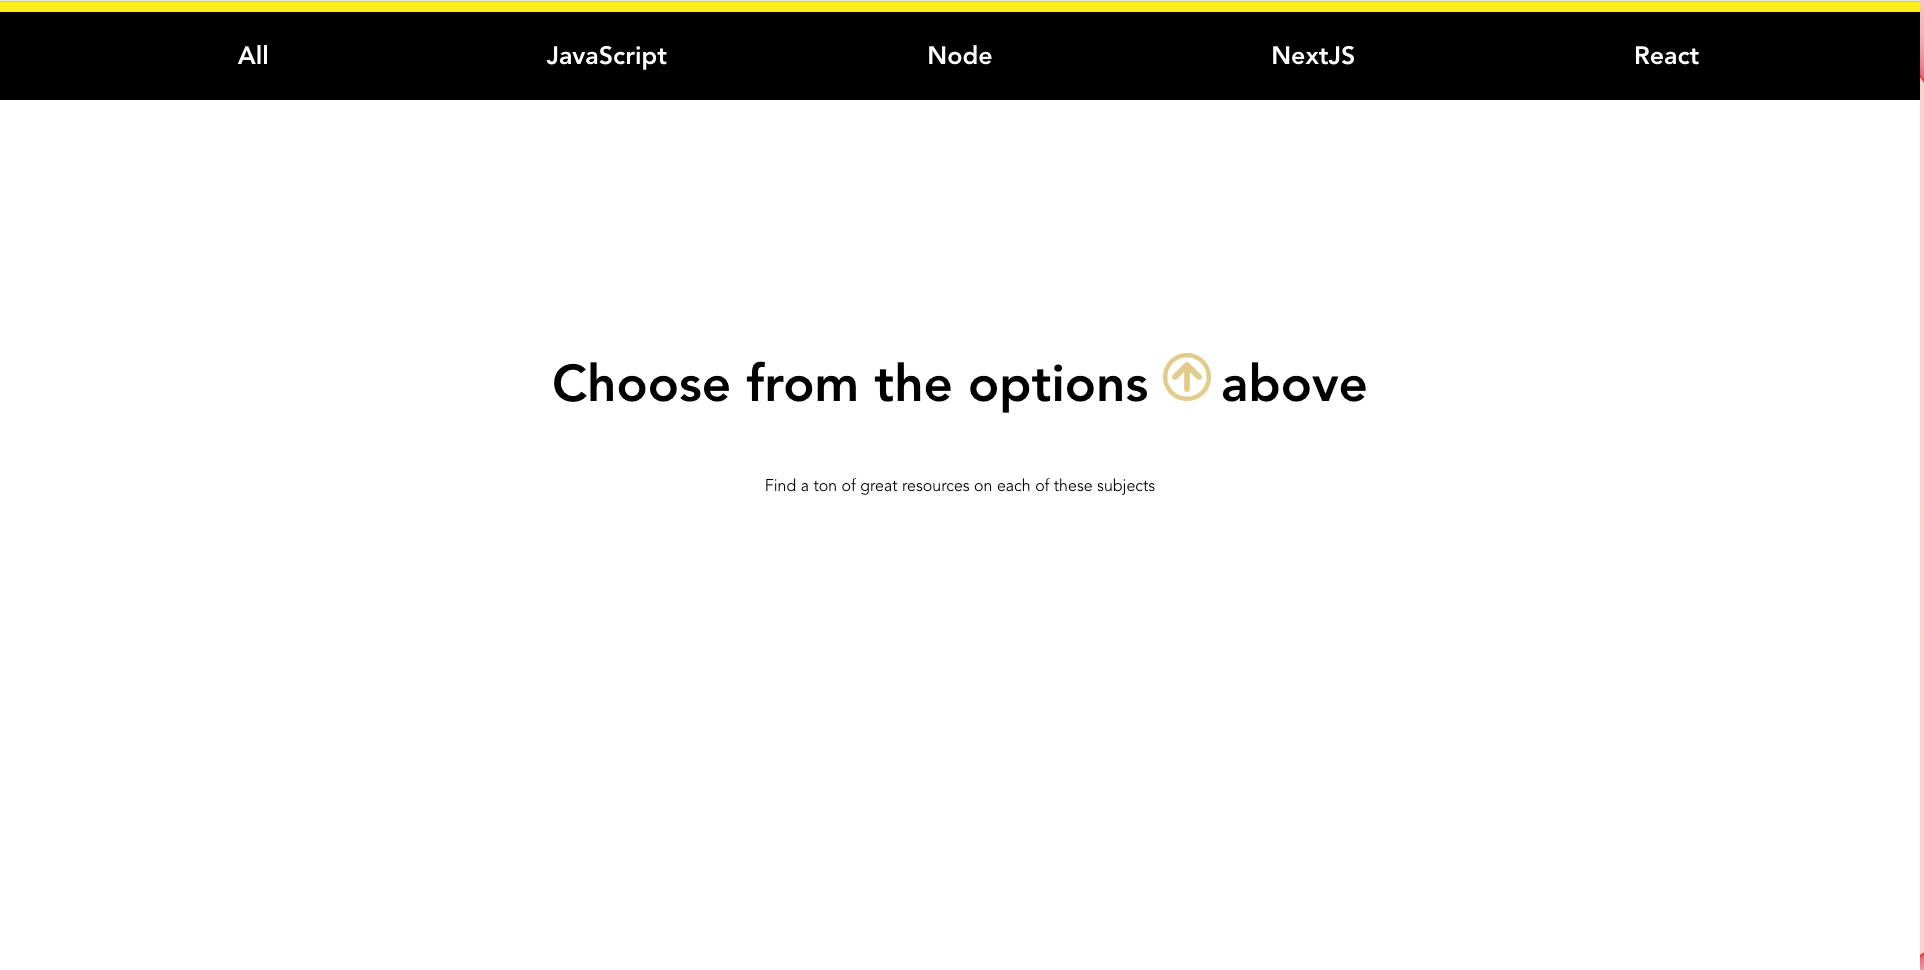 All JavaScript Node NextJS React
Choose from the options above
Find a ton of great resources on each of these subjects